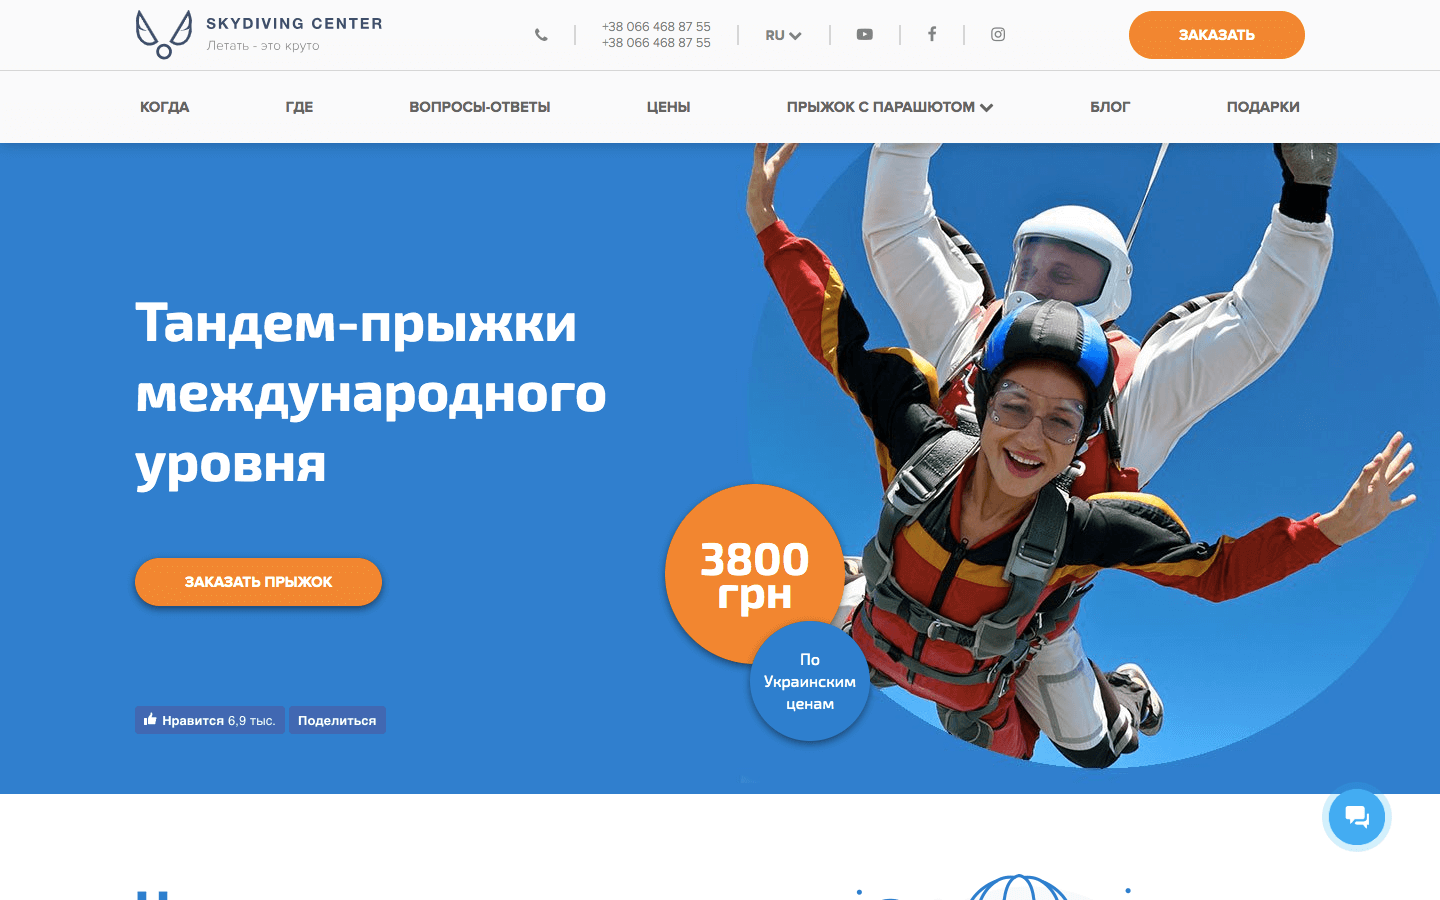 SKYDIVING CENTER
Летать - это круто
+38 066 468 87 55
+38 066 468 87 55
RU
ЗАКАЗАТЬ
КОГДА
ГДЕ
ВОПРОСЫ-ОТВЕТЫ
ЦЕНЫ
ПРЫЖОК С ПАРАШЮТОМ
БЛОГ
ПОДАРКИ
Тандем-прыжки
международного
уровня
ЗАКАЗАТЬ ПРЫЖОК
3800
грн
По
Украинским
ценам
Нравится 6,9 тыс.
Поделиться